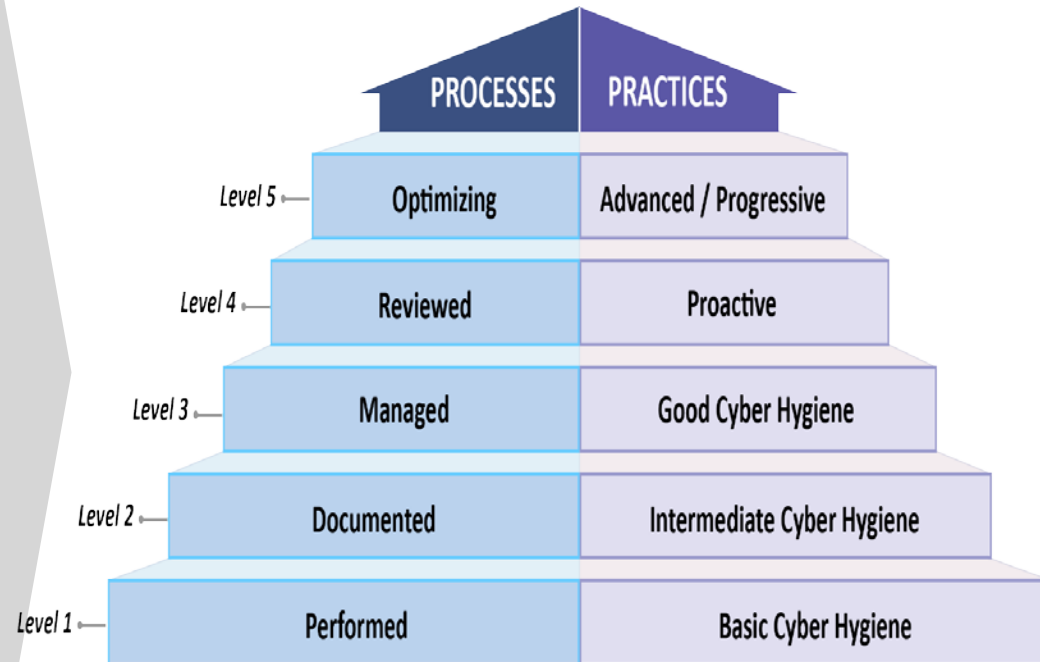 PROCESSES PRACTICES
Level 5 Optimizing Advanced / Progressive
Level 4 Reviewed Proactive
Level 3 Managed Good Cyber Hygiene
Level 2 Documented Intermediate Cyber Hygiene
Level 1 Performed Basic Cyber Hygiene